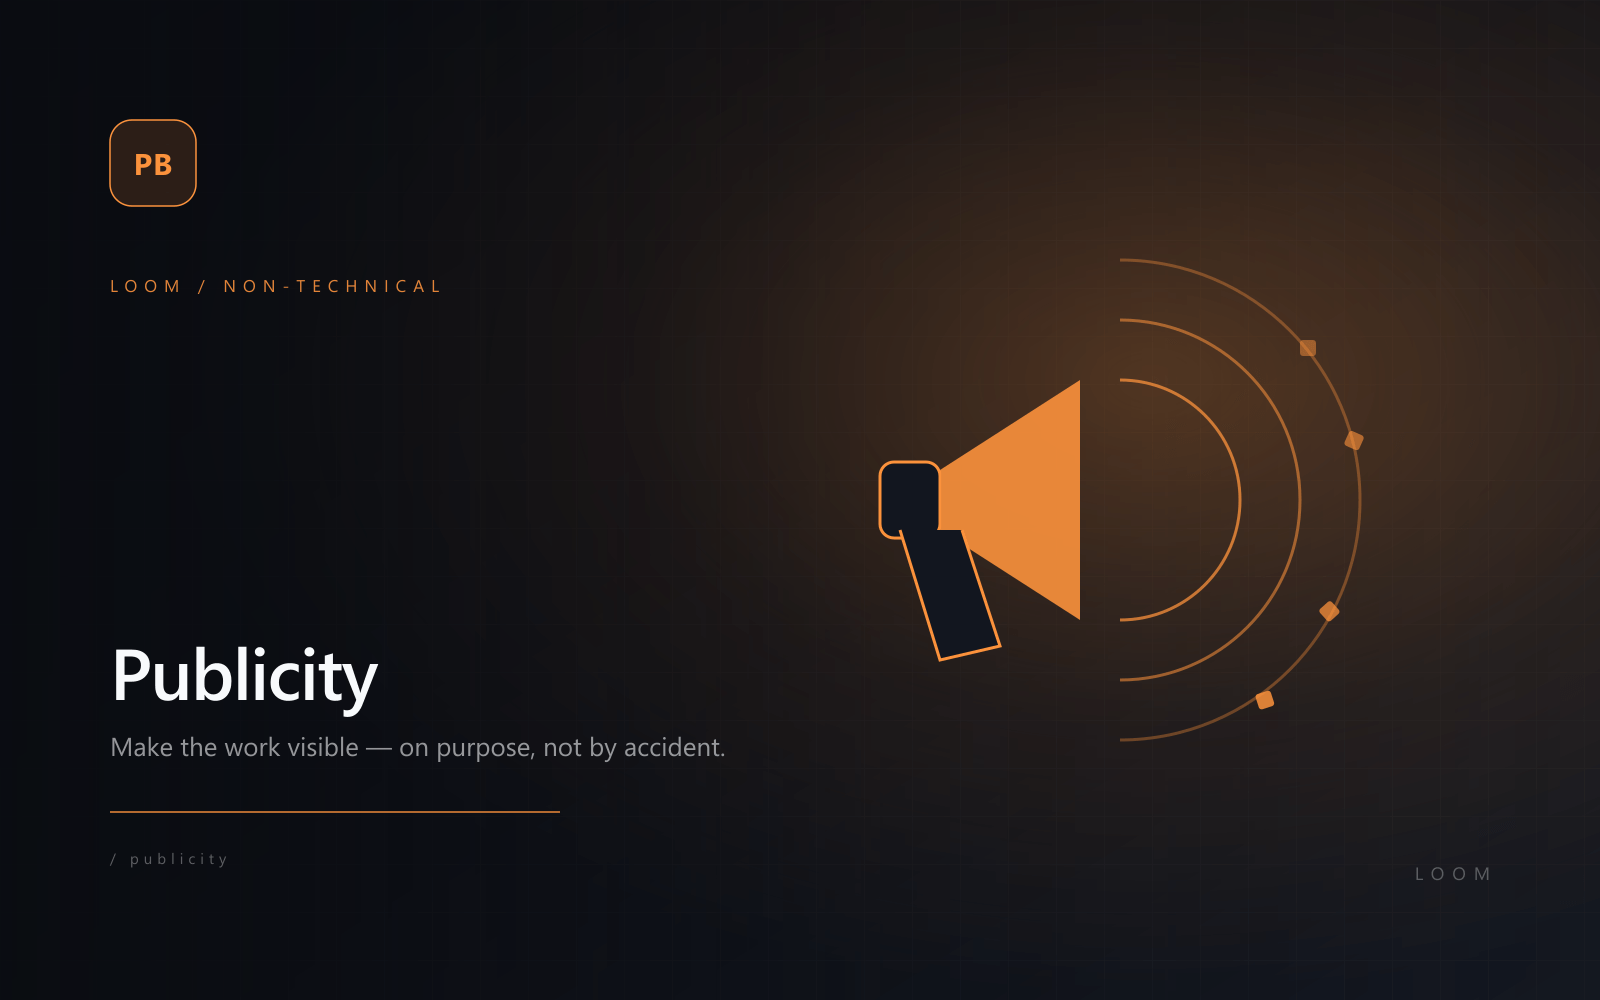 PB
LOOM / NON-TECHNICAL
Publicity
Make the work visible — on purpose, not by accident.
/ publicity
LOOM